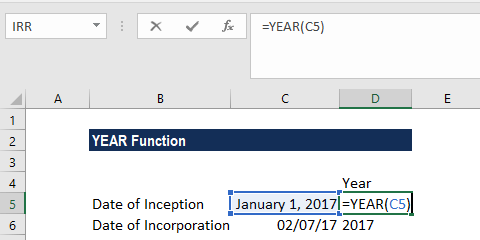 IRR =YEAR(C5)
A B C D E
1
2 YEAR Function
3
4 Year
5 Date of Inception January 1, 2017 =YEAR(C5)
6 Date of Incorporation 02/07/17 2017